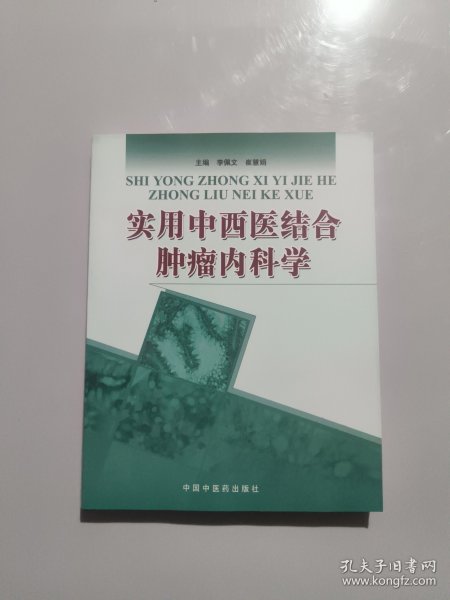 主编 李佩文 崔慧娟
SHI YONG ZHONG XI YI JIE HE
ZHONG LIU NEI KE XUE
实用中西医结合
肿瘤内科学
中国中医药出版社
孔夫子旧书网
www.kongfz.com